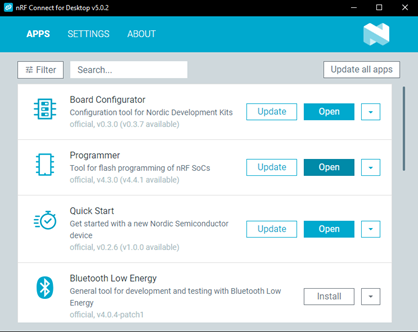 nRF Connect for Desktop v5.0.2
APPS SETTINGS ABOUT
Filter Search... Update all apps
Board Configurator
Configuration tool for Nordic Development Kits
official, v0.3.0 (v0.3.7 available)
Update Open
Programmer
Tool for flash programming of nRF SoCs
official, v4.3.0 (v4.4.1 available)
Update Open
Quick Start
Get started with a new Nordic Semiconductor
device
official, v0.2.6 (v1.0.0 available)
Update Open
Bluetooth Low Energy
General tool for development and testing with Bluetooth Low
Energy
official, v4.0.4-patch1
Install